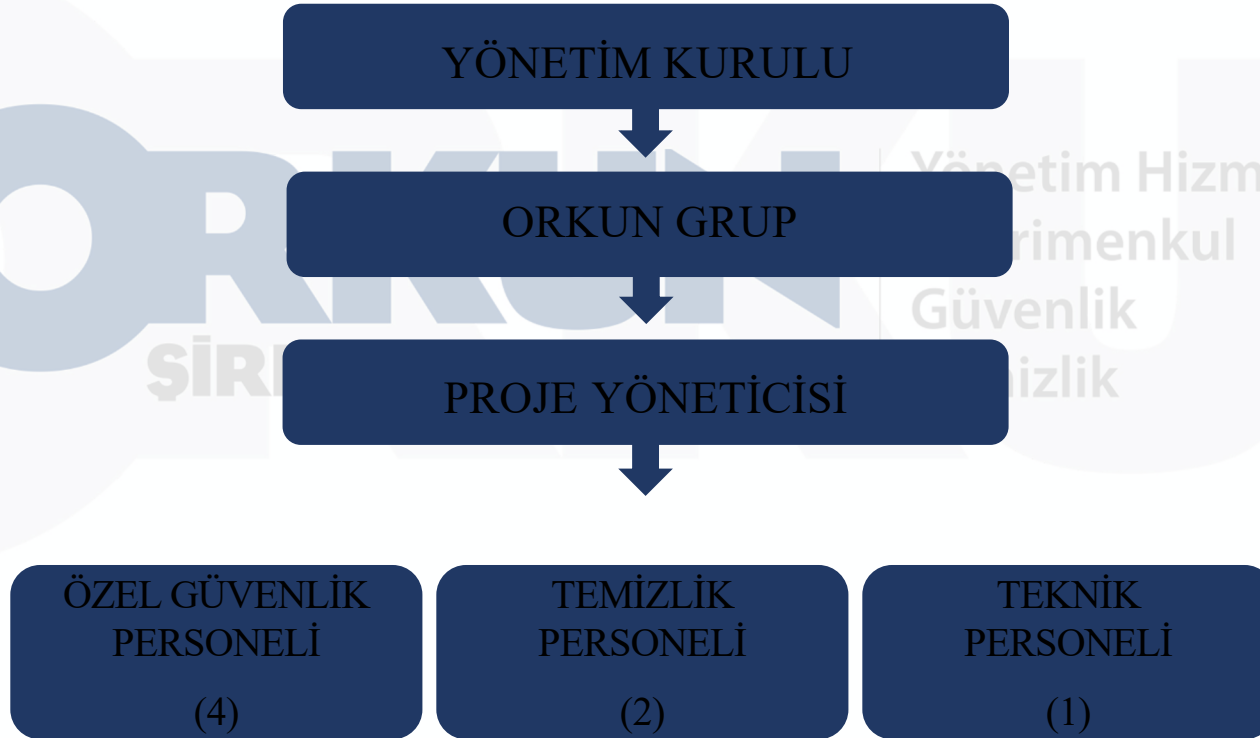 YÖNETİM KURULU
ORKUN GRUP
PROJE YÖNETİCİSİ
ÖZEL GÜVENLİK
PERSONELİ
(4)
TEMİZLİK
PERSONELİ
(2)
TEKNİK
PERSONELİ
(1)
ORKUN
Güvenlik